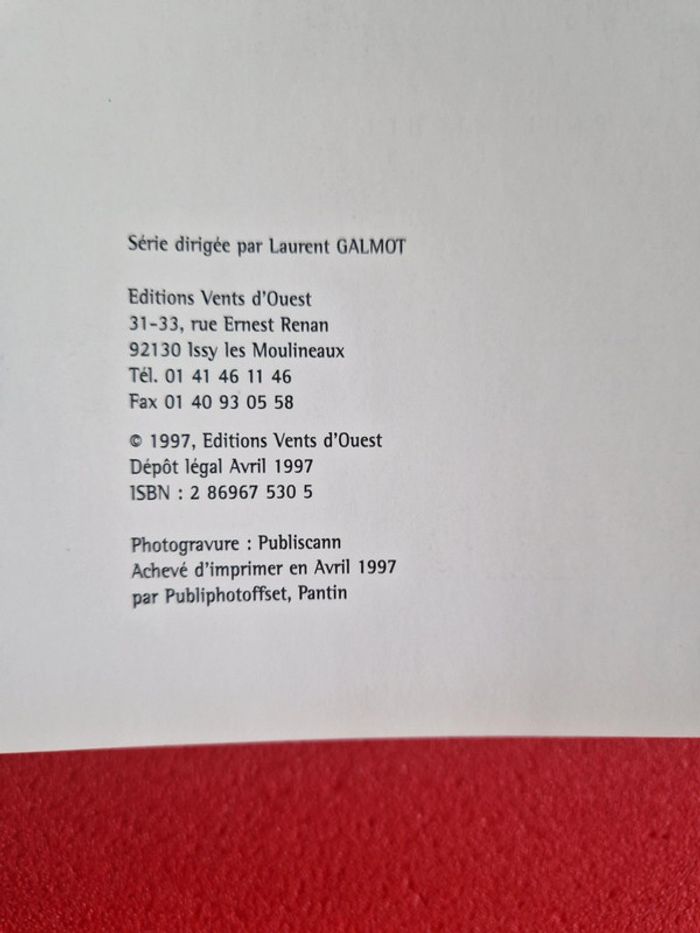 Série dirigée par Laurent GALMOT
Editions Vents d'Ouest
31-33, rue Ernest Renan
92130 Issy les Moulineaux
Tél. 01 41 46 11 46
Fax 01 40 93 05 58
© 1997, Editions Vents d'Ouest
Dépôt légal Avril 1997
ISBN : 2 86967 530 5
Photogravure : Publiscann
Achevé d'imprimer en Avril 1997
par Publiphotoffset, Pantin